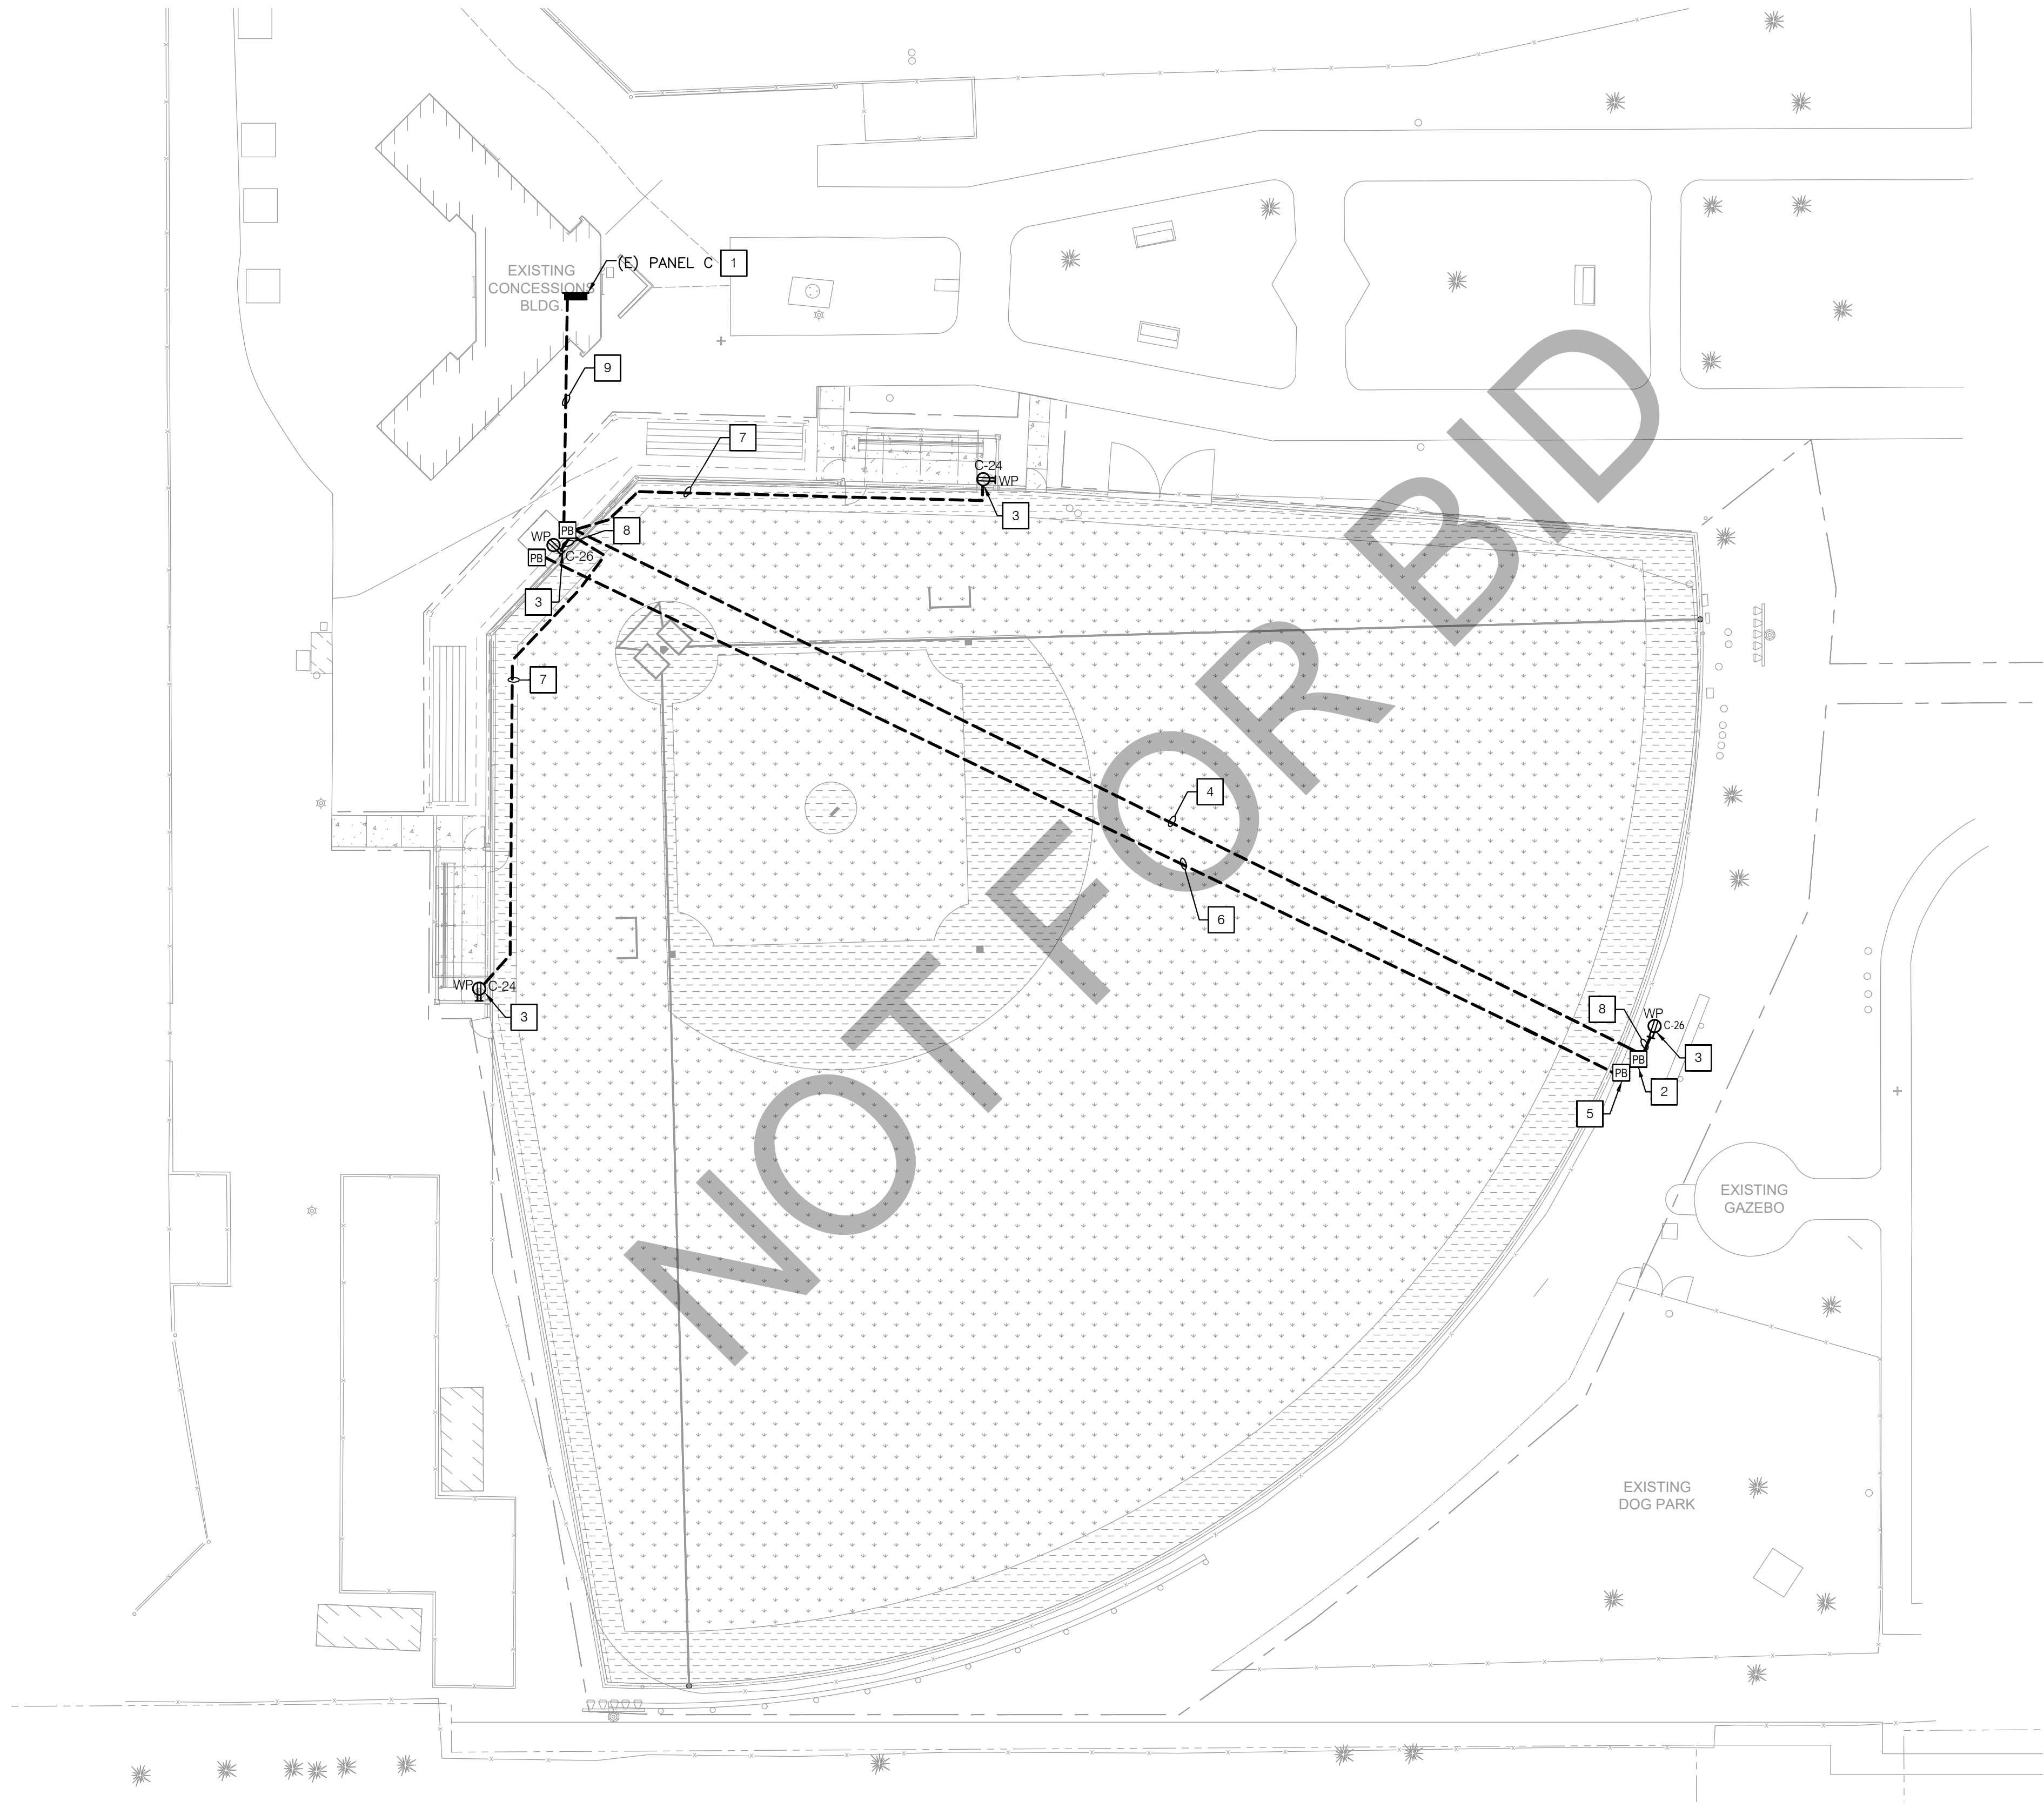 (E) PANEL C
1
EXISTING
CONCESSIONS
BLDG.
9
7
C-24
WP
3
PB
8
WP
C-26
PB
3
7
4
6
WP
C-24
3
8
WP
C-26
3
PB
PB
2
5
EXISTING
GAZEBO
EXISTING
DOG PARK
NOT FOR BID